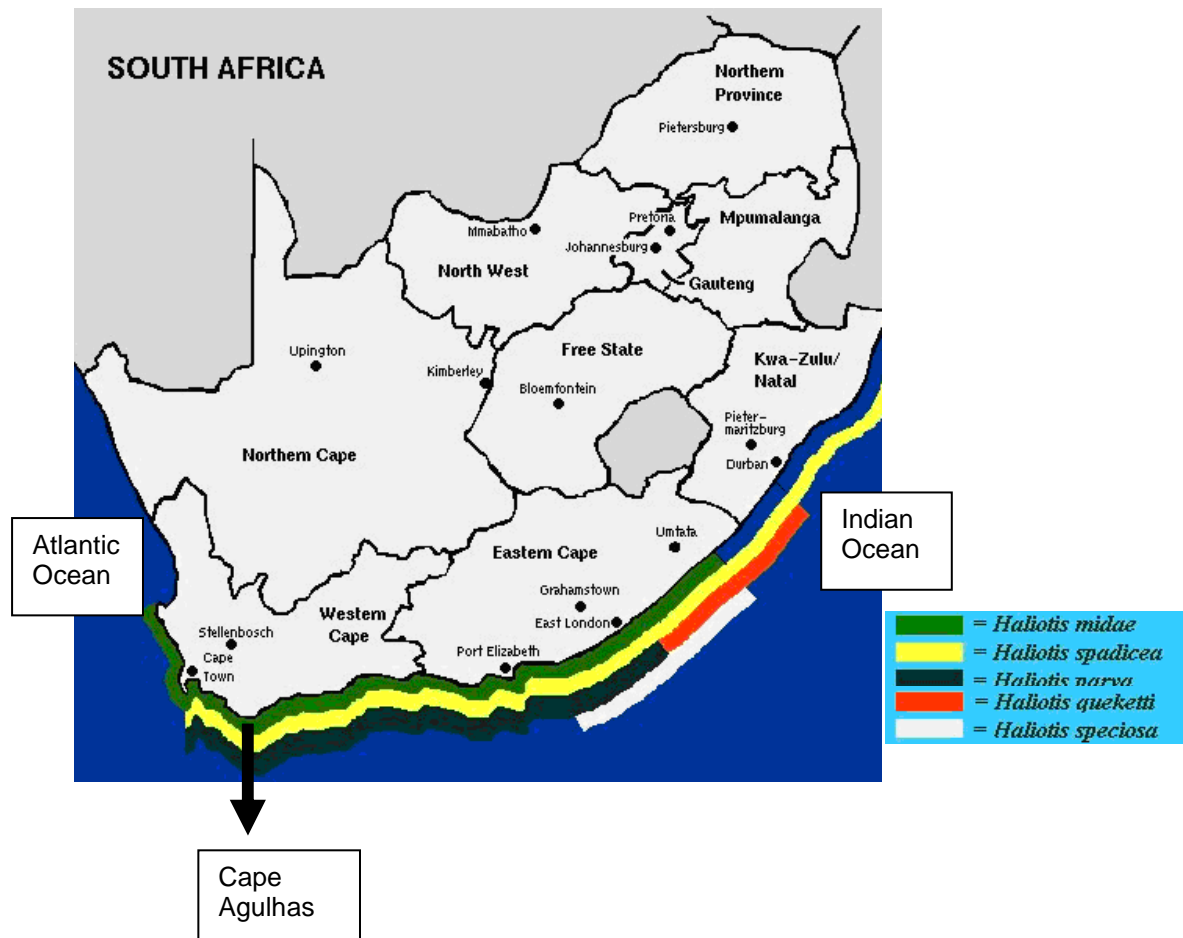 SOUTH AFRICA
Northern
Province
Pietersburg
Mpumalanga
Pretoria
Mmabatho
Johannesburg
North West
Gauteng
Upington
Free State
Kwa-Zulu/
Natal
Kimberley
Bloemfontein
Pieter-
maritzburg
Northern Cape
Durban
Atlantic
Ocean
Indian
Ocean
Umtata
Eastern Cape
Grahamstown
Western
Cape
East London
Stellenbosch
Cape
Town
Port Elizabeth
= Haliotis midae
= Haliotis spadicea
= Haliotis parva
= Haliotis queketti
= Haliotis speciosa
Cape
Agulhas